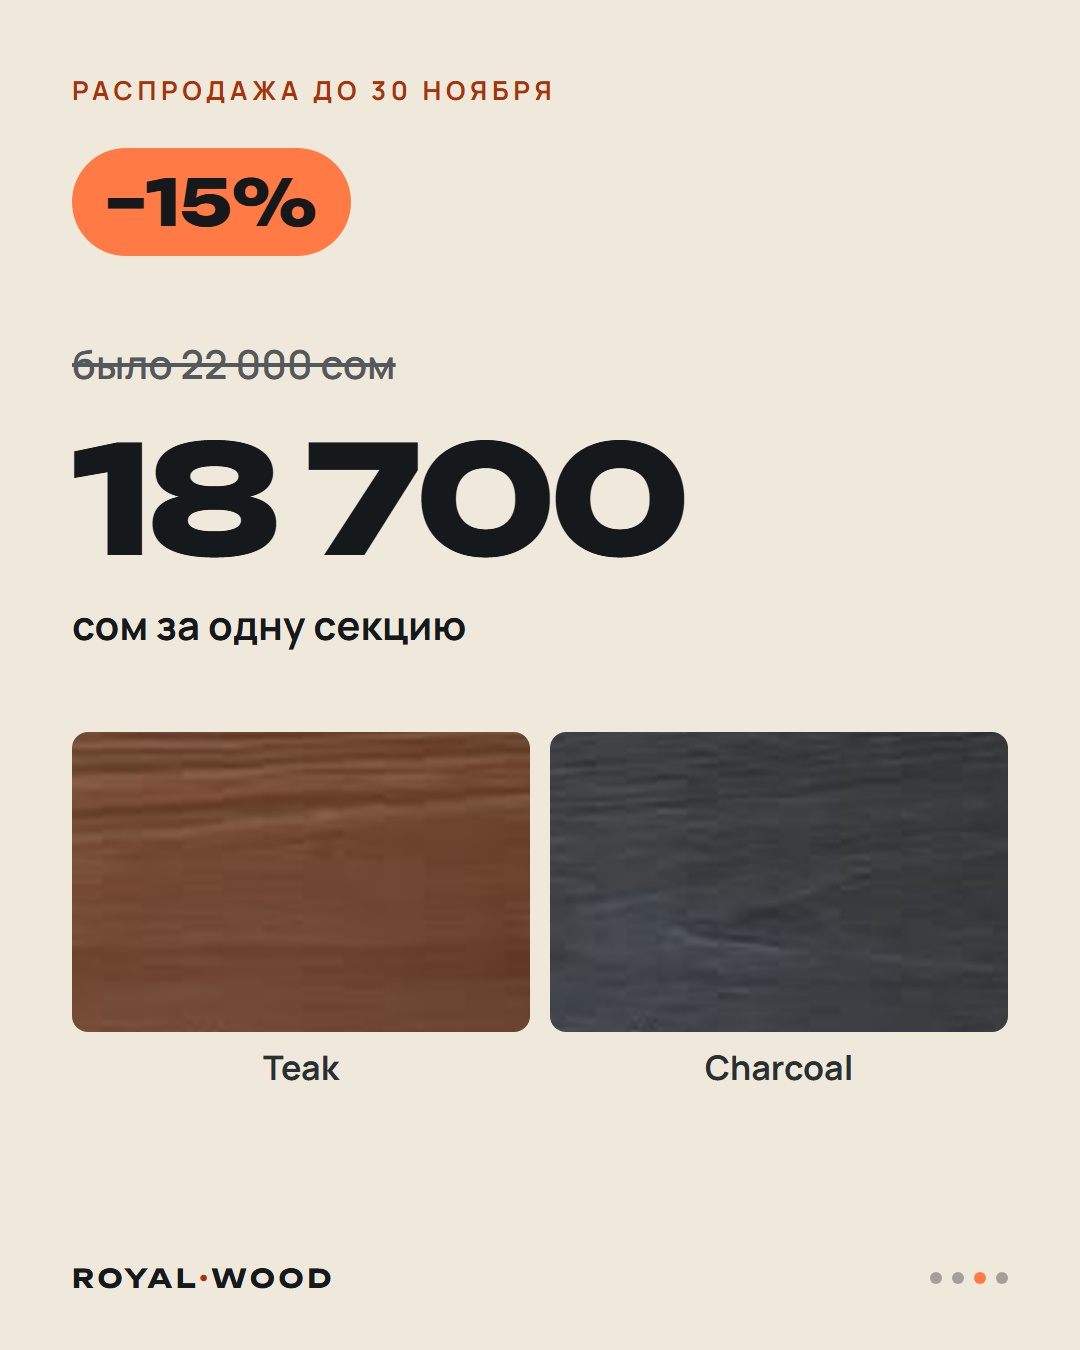 РАСПРОДАЖА ДО 30 НОЯБРЯ
−15%
было 22 000 сом
18 700
сом за одну секцию
Teak
Charcoal
ROYAL·WOOD